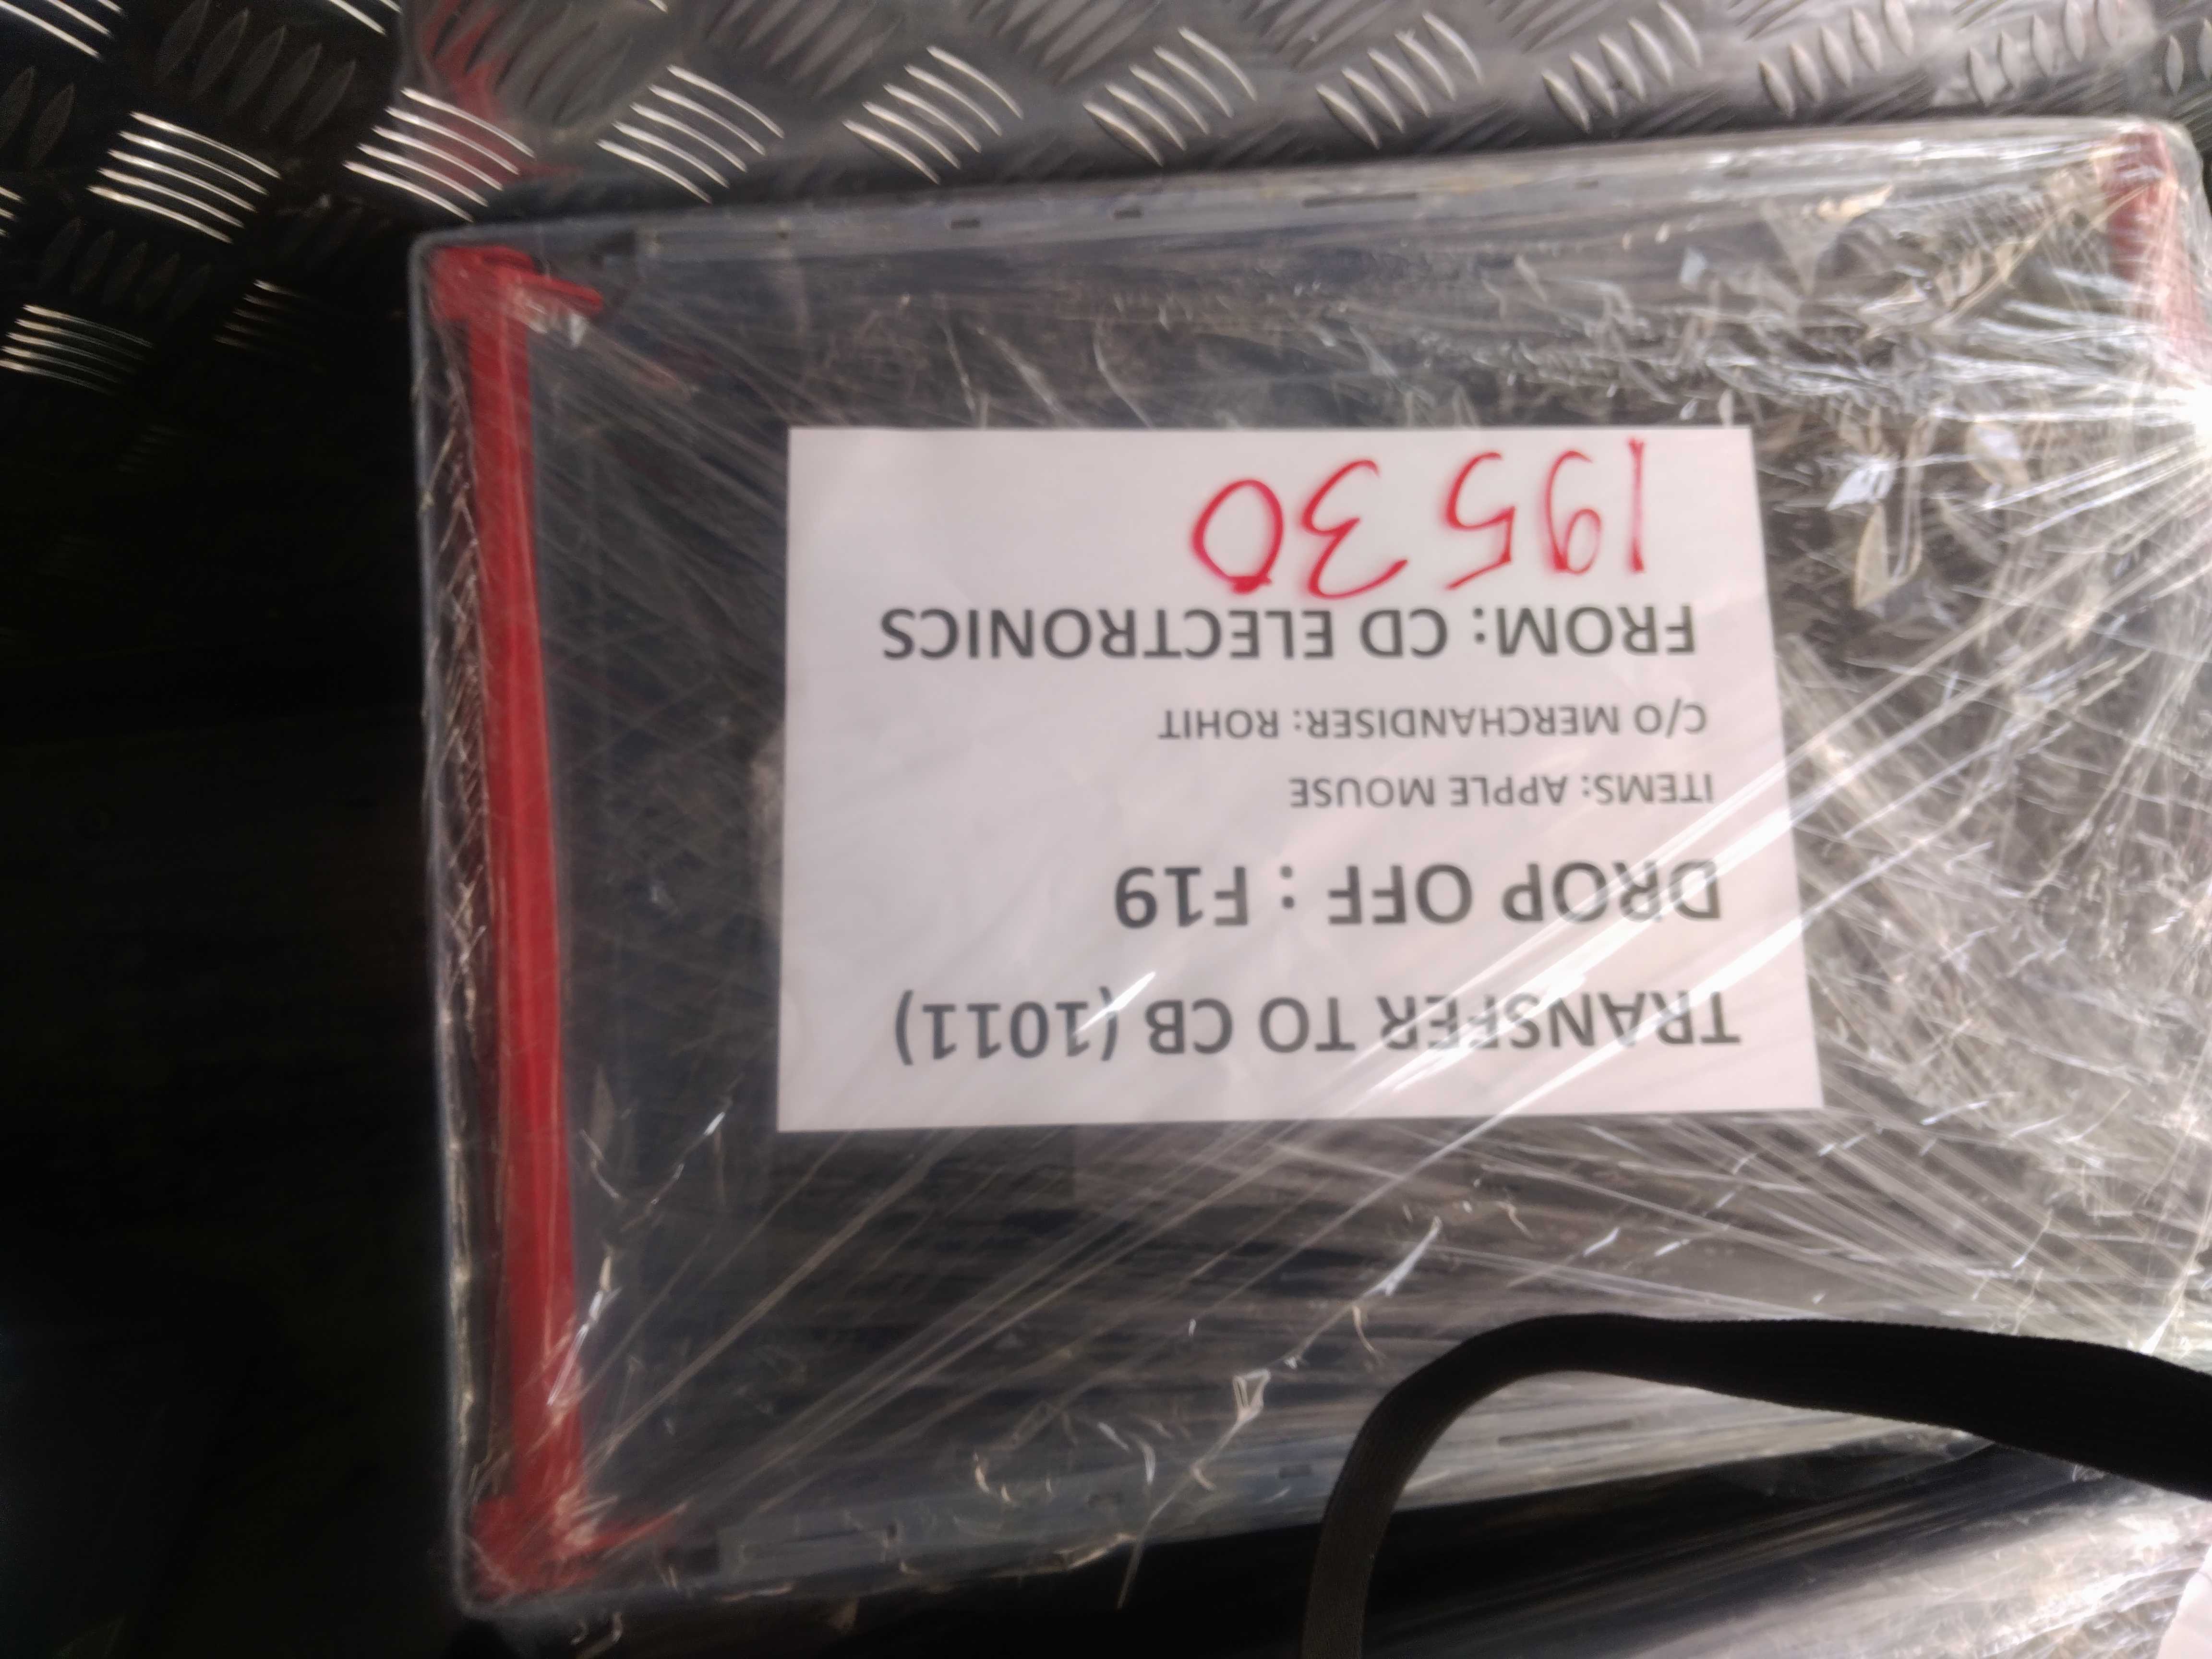 TRANSFER TO CB (1011)
DROP OFF : F19
ITEMS: APPLE MOUSE
C/O MERCHANDISER: ROHIT
FROM: CD ELECTRONICS
19530